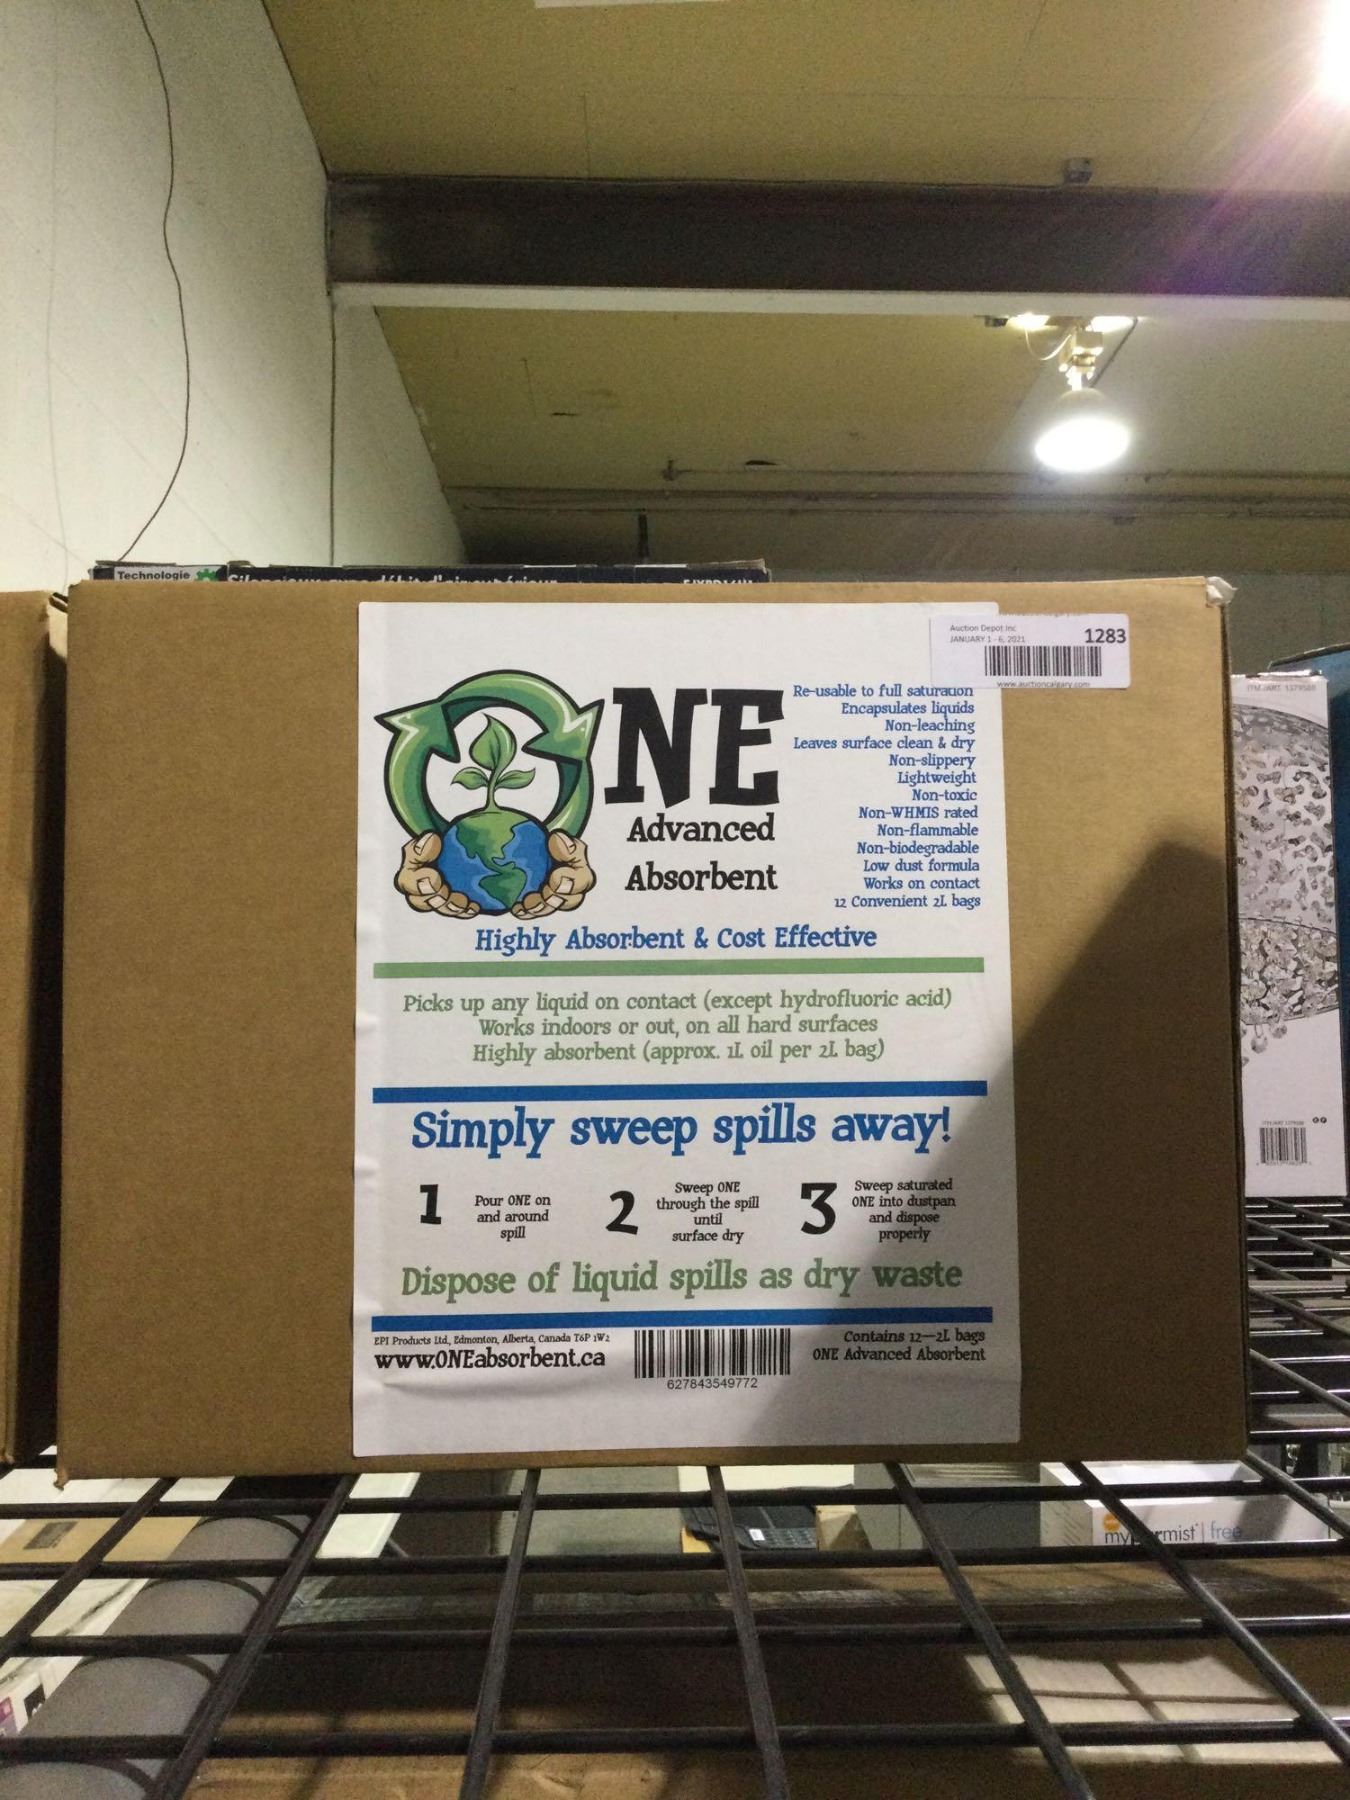 Technologie
Auction Depot Inc
JANUARY 1 - 6, 2021
1283
www.auctioncalgary.com
ITM./ART. 1379588
ONE
Advanced
Absorbent
Re-usable to full saturation
Encapsulates liquids
Non-leaching
Leaves surface clean & dry
Non-slippery
Lightweight
Non-toxic
Non-WHMIS rated
Non-flammable
Non-biodegradable
Low dust formula
Works on contact
12 Convenient 2L bags
Highly Absorbent & Cost Effective
Picks up any liquid on contact (except hydrofluoric acid)
Works indoors or out, on all hard surfaces
Highly absorbent (approx. 1L oil per 2L bag)
Simply sweep spills away!
1
Pour ONE on
and around
spill
2
Sweep ONE
through the spill
until
surface dry
3
Sweep saturated
ONE into dustpan
and dispose
properly
Dispose of liquid spills as dry waste
EPI Products Ltd, Edmonton, Alberta, Canada T6P 1W2
www.ONEabsorbent.ca
627843549772
Contains 12—2L bags
ONE Advanced Absorbent
free